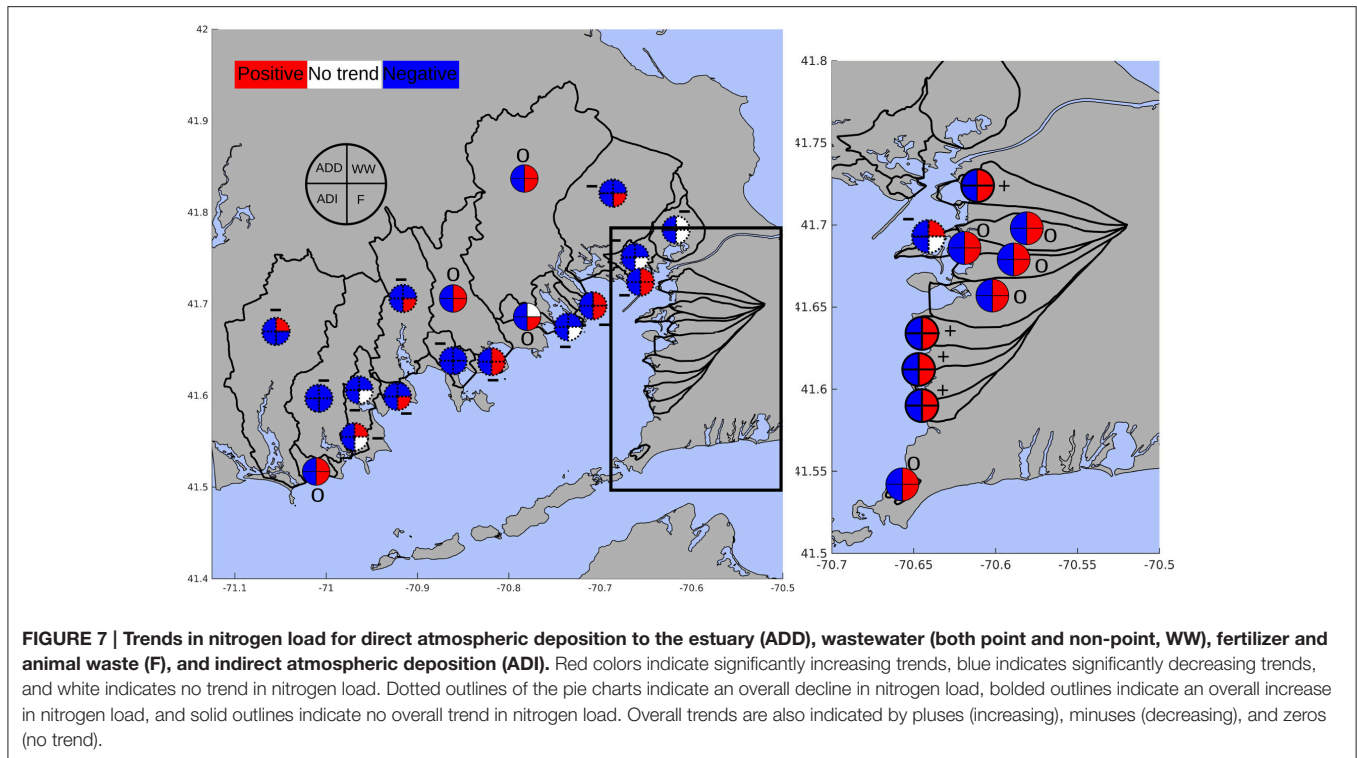 42
41.9
41.8
41.7
41.6
41.5
41.4
-71.1
-71
-70.9
-70.8
-70.7
-70.6
-70.5
Positive No trend Negative
ADD WW
ADI F
O
O
O
O
-
-
-
-
-
-
-
-
-
-
-
-
-
-
41.8
41.75
41.7
41.65
41.6
41.55
41.5
-70.7
-70.65
-70.6
-70.55
-70.5
+
-
O
O
O
O
+
+
+
O
FIGURE 7 | Trends in nitrogen load for direct atmospheric deposition to the estuary (ADD), wastewater (both point and non-point, WW), fertilizer and
animal waste (F), and indirect atmospheric deposition (ADI). Red colors indicate significantly increasing trends, blue indicates significantly decreasing trends,
and white indicates no trend in nitrogen load. Dotted outlines of the pie charts indicate an overall decline in nitrogen load, bolded outlines indicate an overall increase
in nitrogen load, and solid outlines indicate no overall trend in nitrogen load. Overall trends are also indicated by pluses (increasing), minuses (decreasing), and zeros
(no trend).